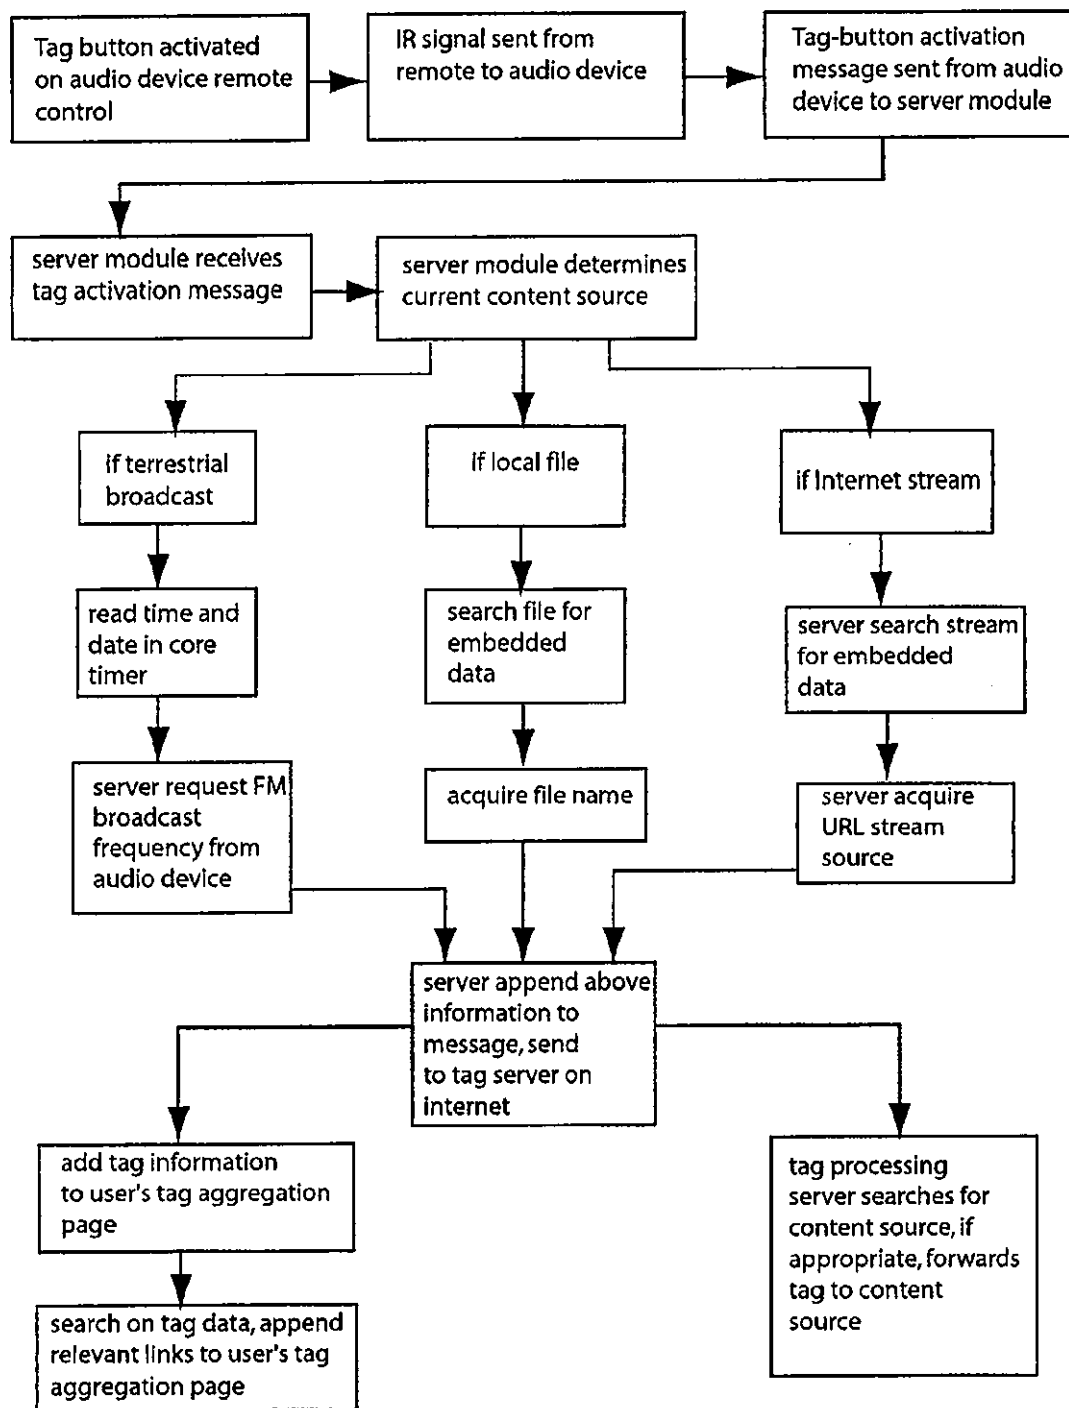 Tag button activated
on audio device remote
control
IR signal sent from
remote to audio device
Tag-button activation
message sent from audio
device to server module
server module receives
tag activation message
server module determines
current content source
if terrestrial
broadcast
if local file
if Internet stream
read time and
date in core
timer
search file for
embedded
data
server search stream
for embedded
data
server request FM
broadcast
frequency from
audio device
acquire file name
server acquire
URL stream
source
server append above
information to
message, send
to tag server on
internet
add tag information
to user's tag aggregation
page
tag processing
server searches for
content source, if
appropriate, forwards
tag to content
source
search on tag data, append
relevant links to user's tag
aggregation page